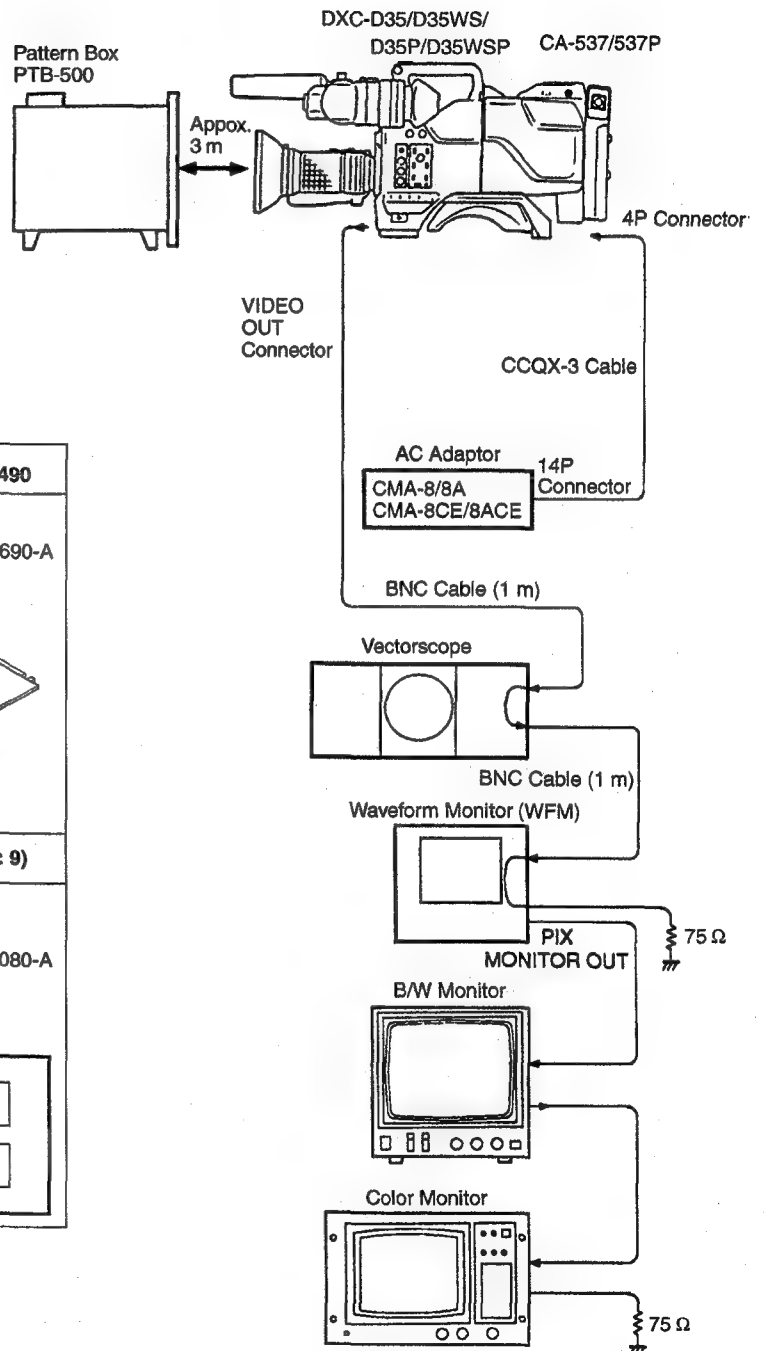 DXC-D35/D35WS/
D35P/D35WSP
CA-537/537P
Pattern Box
PTB-500
Appox.
3 m
4P Connector
VIDEO
OUT
Connector
CCQX-3 Cable
AC Adaptor
14P
Connector
CMA-8/8A
CMA-8CE/8ACE
490
690-A
BNC Cable (1 m)
Vectorscope
BNC Cable (1 m)
Waveform Monitor (WFM)
9)
75 Ω
PIX
MONITOR OUT
080-A
B/W Monitor
Color Monitor
75 Ω